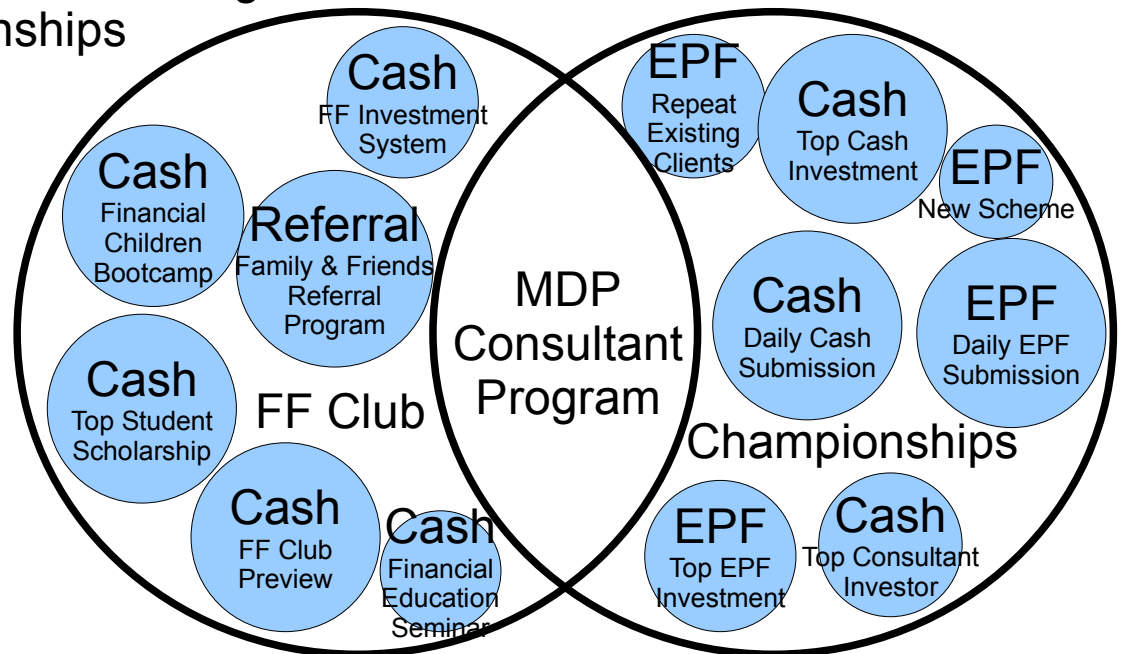 nships
Cash
FF Investment
System
Cash
Financial
Children
Bootcamp
Referral
Family & Friends
Referral
Program
Cash
Top Student
Scholarship
FF Club
Cash
FF Club
Preview
Cash
Financial
Education
Seminar
MDP
Consultant
Program
EPF
Repeat
Existing
Clients
Cash
Top Cash
Investment
EPF
New Scheme
Cash
Daily Cash
Submission
EPF
Daily EPF
Submission
Championships
EPF
Top EPF
Investment
Cash
Top Consultant
Investor